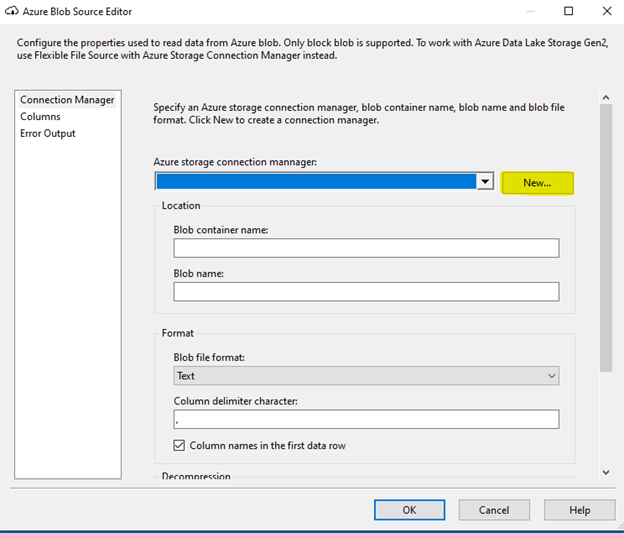 Azure Blob Source Editor
Configure the properties used to read data from Azure blob. Only block blob is supported. To work with Azure Data Lake Storage Gen2,
use Flexible File Source with Azure Storage Connection Manager instead.
Connection Manager
Columns
Error Output
Specify an Azure storage connection manager, blob container name, blob name and blob file
format. Click New to create a connection manager.
Azure storage connection mannager:
New...
Location
Blob container name:
Blob name:
Format
Blob file format:
Text
Column delimiter character:
,
Column names in the first data row
Decompression
OK
Cancel
Help